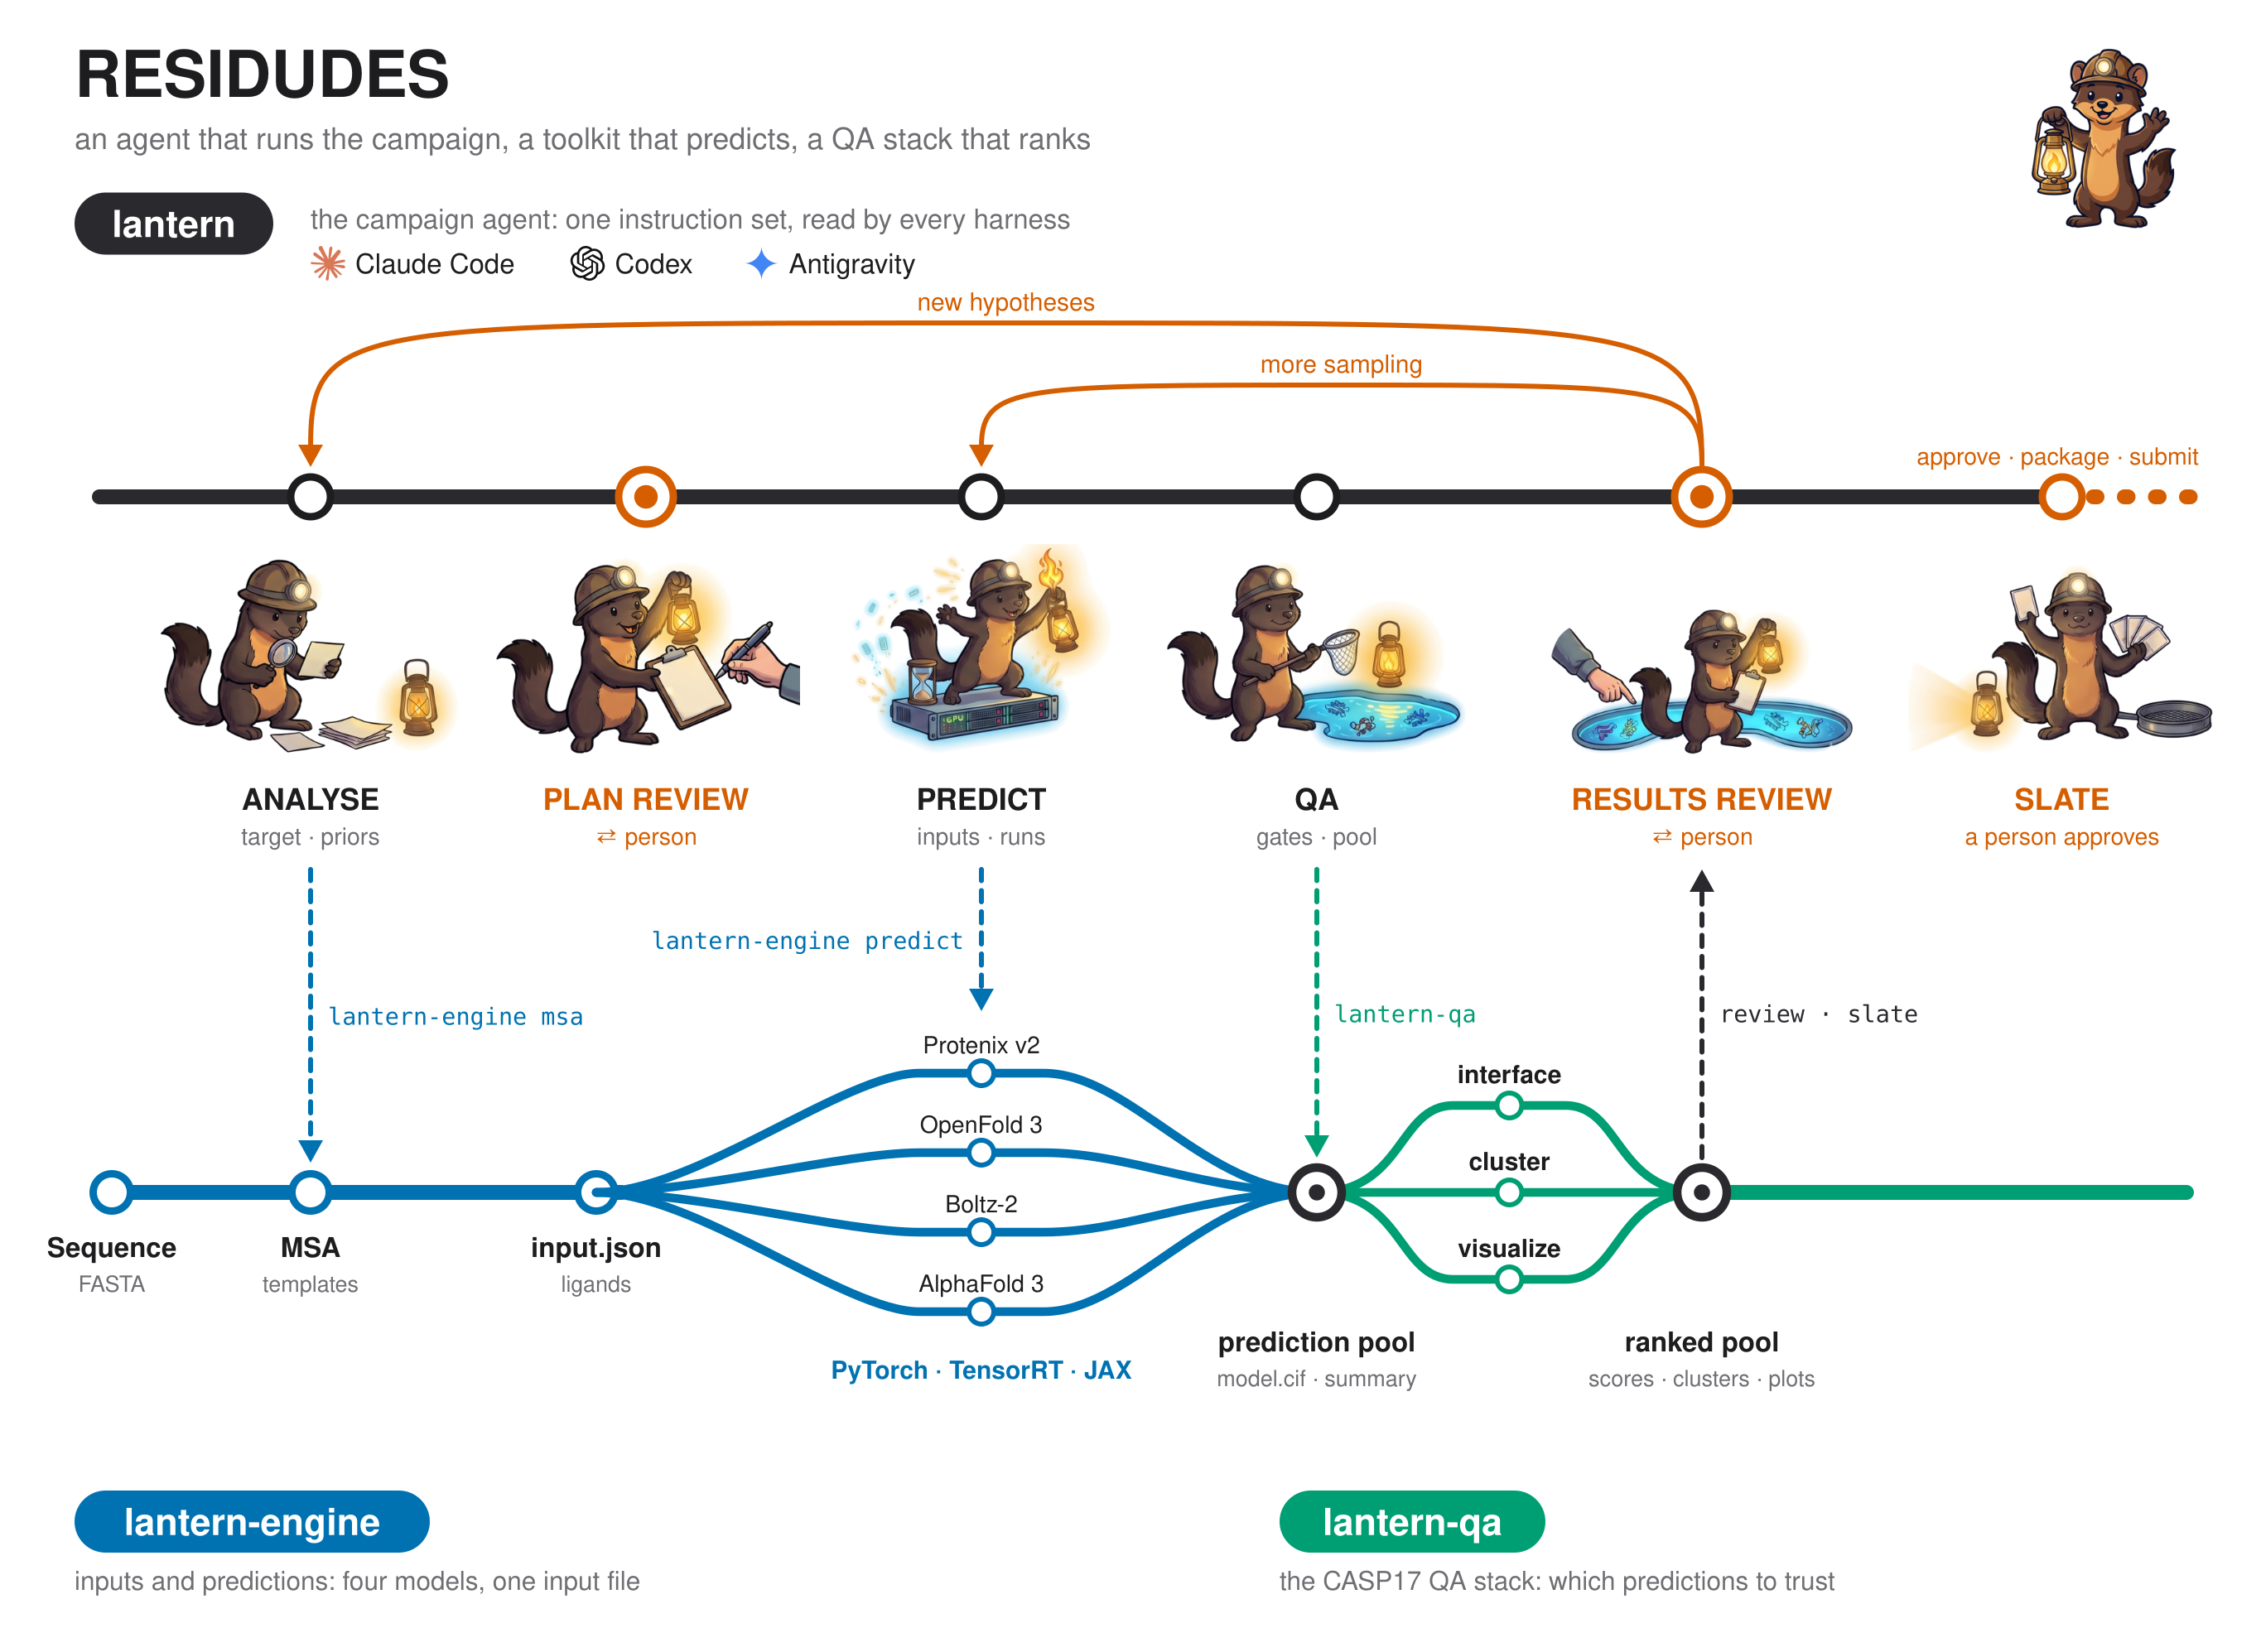 RESIDUDES
an agent that runs the campaign, a toolkit that predicts, a QA stack that ranks
lantern
the campaign agent: one instruction set, read by every harness
Claude Code Codex Antigravity
new hypotheses
more sampling
approve · package · submit
GPU
ANALYSE PLAN REVIEW PREDICT QA RESULTS REVIEW SLATE
target · priors ⇄ person inputs · runs gates · pool ⇄ person a person approves
lantern-engine predict
lantern-engine msa
lantern-qa
review · slate
Protenix v2
OpenFold 3
Boltz-2
AlphaFold 3
interface
cluster
visualize
Sequence MSA input.json
FASTA templates ligands
PyTorch · TensorRT · JAX
prediction pool ranked pool
model.cif · summary scores · clusters · plots
lantern-engine
inputs and predictions: four models, one input file
lantern-qa
the CASP17 QA stack: which predictions to trust